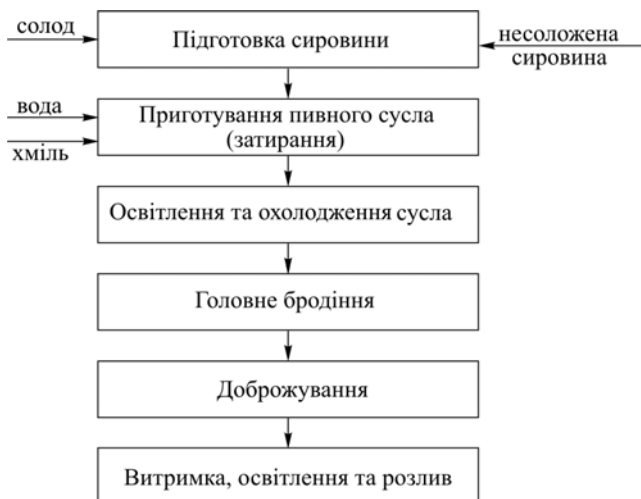 солод
Підготовка сировини
несоложена
сировина
вода
хміль
Приготування пивного сусла
(затирання)
Освітлення та охолодження сусла
Головне бродіння
Доброжування
Витримка, освітлення та розлив